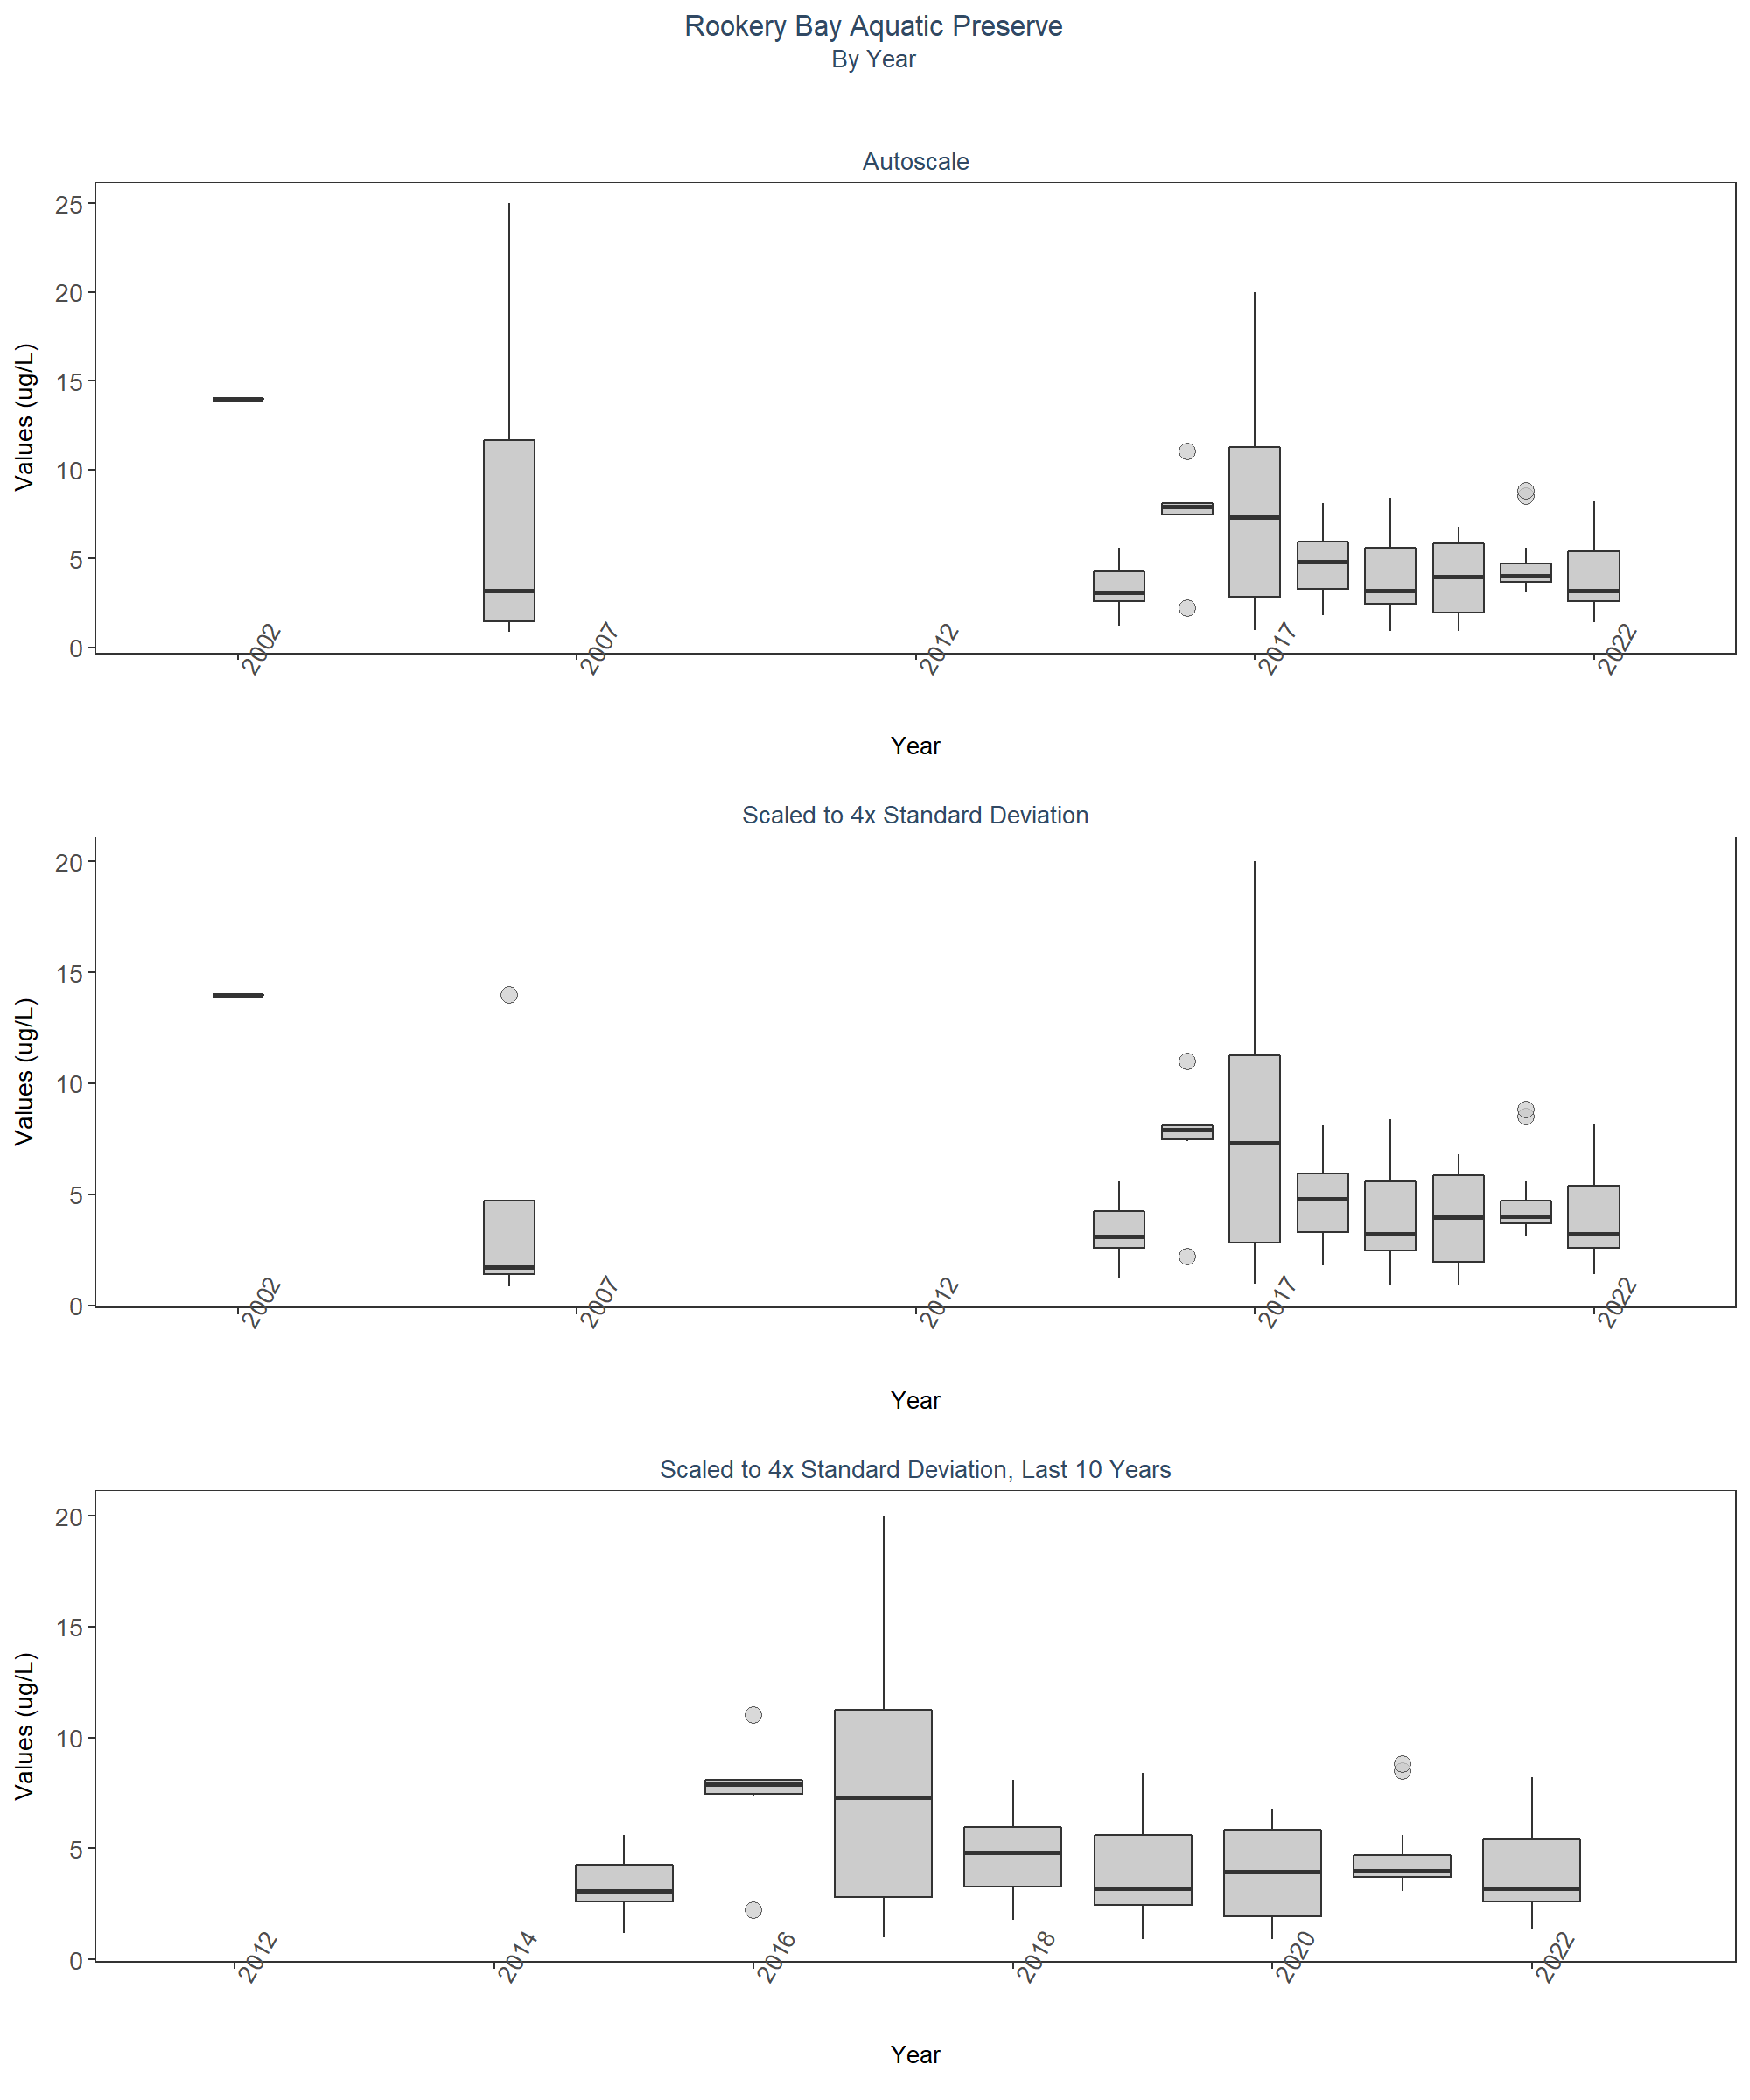 Rookery Bay Aquatic Preserve
By Year
Autoscale
25
20
15
10
5
0
Values (ug/L)
2002 2007 2012 2017 2022
Year
Scaled to 4x Standard Deviation
20
15
10
5
0
Values (ug/L)
2002 2007 2012 2017 2022
Year
Scaled to 4x Standard Deviation, Last 10 Years
20
15
10
5
0
Values (ug/L)
2012 2014 2016 2018 2020 2022
Year